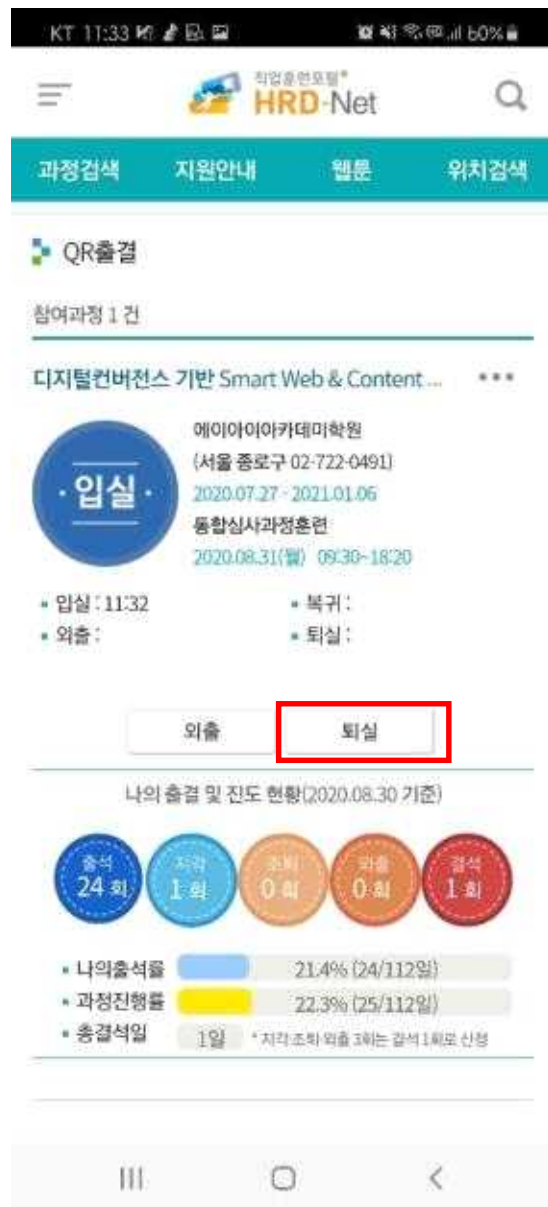 KT 11:33
60%
직업훈련포털
HRD-Net
과정검색 지원안내 웹툰 위치검색
QR출결
참여과정 1 건
디지털컨버전스 기반 Smart Web & Content ...
입실
에이아이아카데미학원
(서울 종로구 02-722-0491)
2020.07.27 - 2021.01.06
통합심사과정훈련
2020.08.31(월) 09:30~18:20
입실 : 11:32 복귀 :
외출 : 퇴실 :
외출 퇴실
나의 출결 및 진도 현황(2020.08.30 기준)
출석 지각 조퇴 외출 결석
24 회 1 회 0 회 0 회 1 회
나의출석률 21.4% (24/112일)
과정진행률 22.3% (25/112일)
총결석일 1일 * 지각·조퇴·외출 3회는 결석 1회로 산정